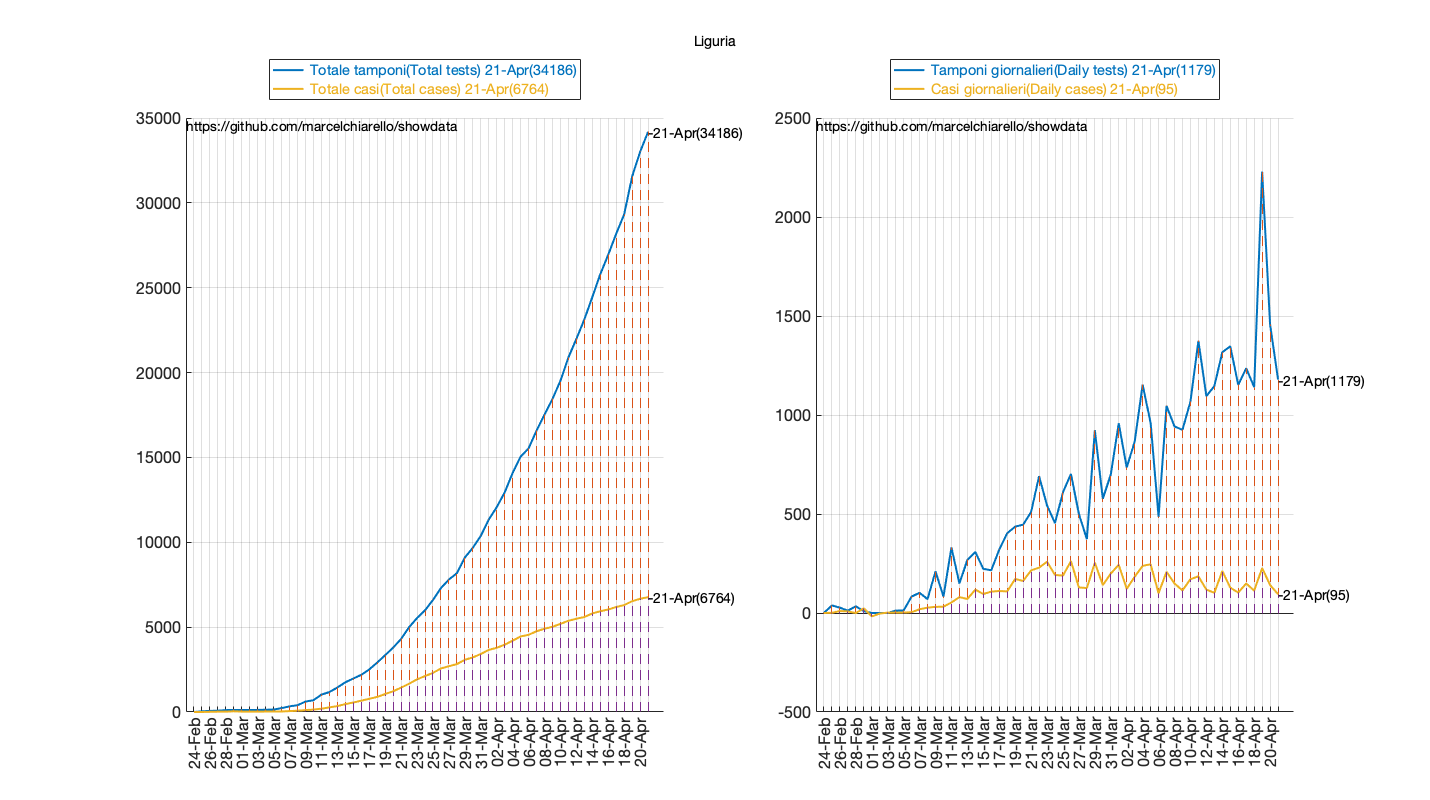 Liguria
Totale tamponi(Total tests) 21-Apr(34186)
Totale casi(Total cases) 21-Apr(6764)
https://github.com/marcelchiarello/showdata
35000
30000
25000
20000
15000
10000
5000
0
21-Apr(34186)
21-Apr(6764)
24-Feb
26-Feb
28-Feb
01-Mar
03-Mar
05-Mar
07-Mar
09-Mar
11-Mar
13-Mar
15-Mar
17-Mar
19-Mar
21-Mar
23-Mar
25-Mar
27-Mar
29-Mar
31-Mar
02-Apr
04-Apr
06-Apr
08-Apr
10-Apr
12-Apr
14-Apr
16-Apr
18-Apr
20-Apr
Tamponi giornalieri(Daily tests) 21-Apr(1179)
Casi giornalieri(Daily cases) 21-Apr(95)
https://github.com/marcelchiarello/showdata
2500
2000
1500
1000
500
0
-500
21-Apr(1179)
21-Apr(95)
24-Feb
26-Feb
28-Feb
01-Mar
03-Mar
05-Mar
07-Mar
09-Mar
11-Mar
13-Mar
15-Mar
17-Mar
19-Mar
21-Mar
23-Mar
25-Mar
27-Mar
29-Mar
31-Mar
02-Apr
04-Apr
06-Apr
08-Apr
10-Apr
12-Apr
14-Apr
16-Apr
18-Apr
20-Apr